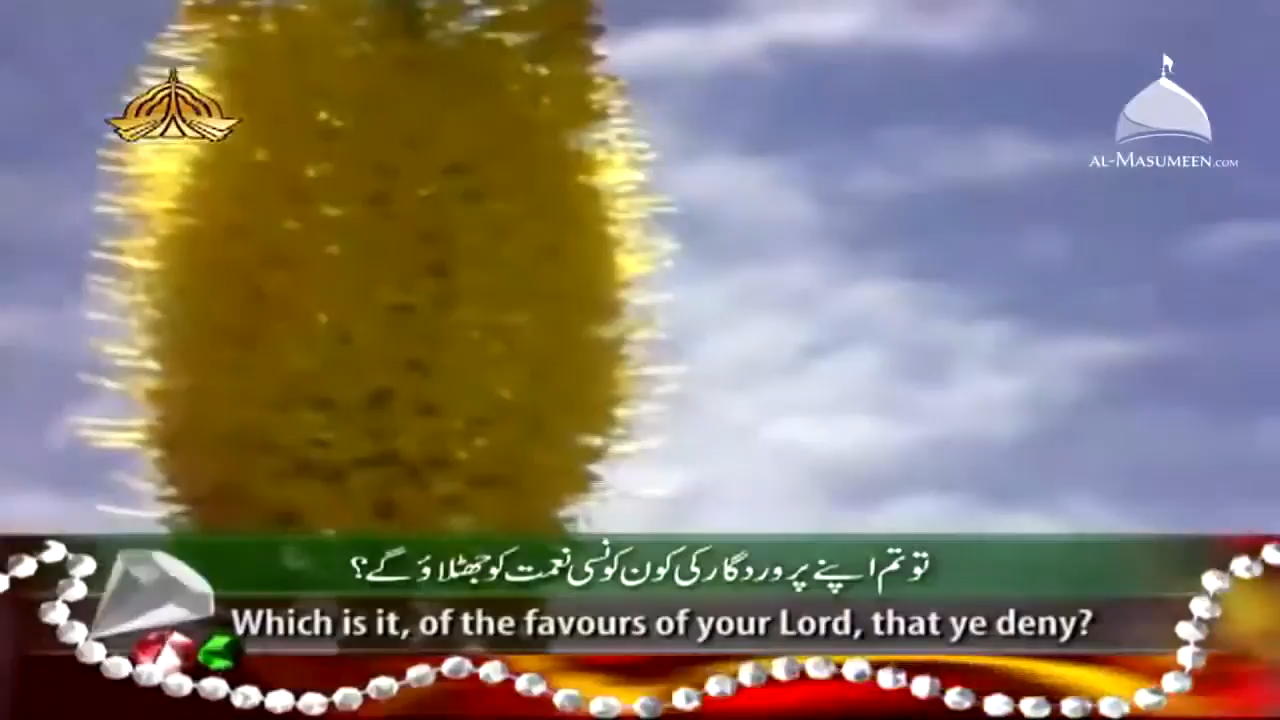 AL-MASUMEEN.COM
تو تم اپنے پروردگار کی کون کونسی نعمت کو جھٹلاؤ گے؟
Which is it, of the favours of your Lord, that ye deny?